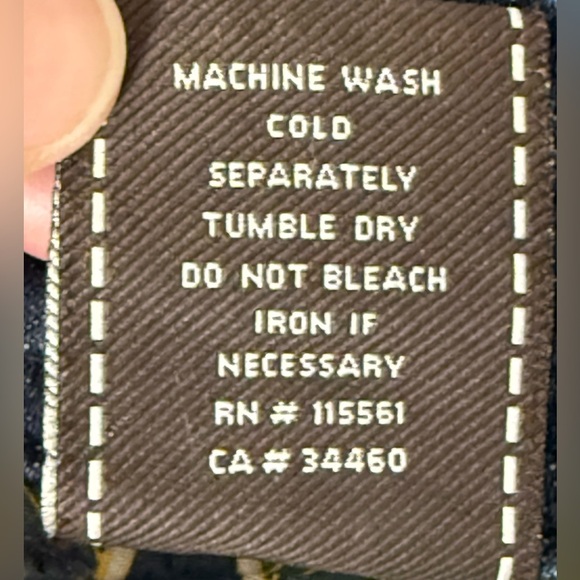 MACHINE WASH
COLD
SEPARATELY
TUMBLE DRY
DO NOT BLEACH
IRON IF
NECESSARY
RN # 115561
CA # 34460